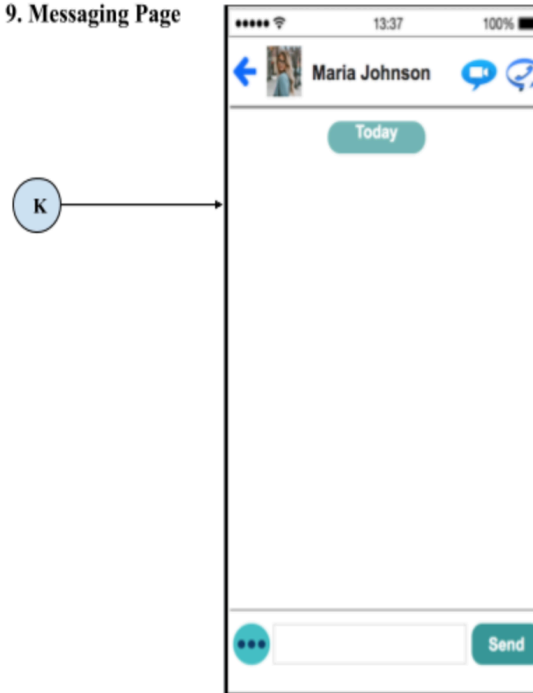 9. Messaging Page
13:37
100%
Maria Johnson
Today
K
Send